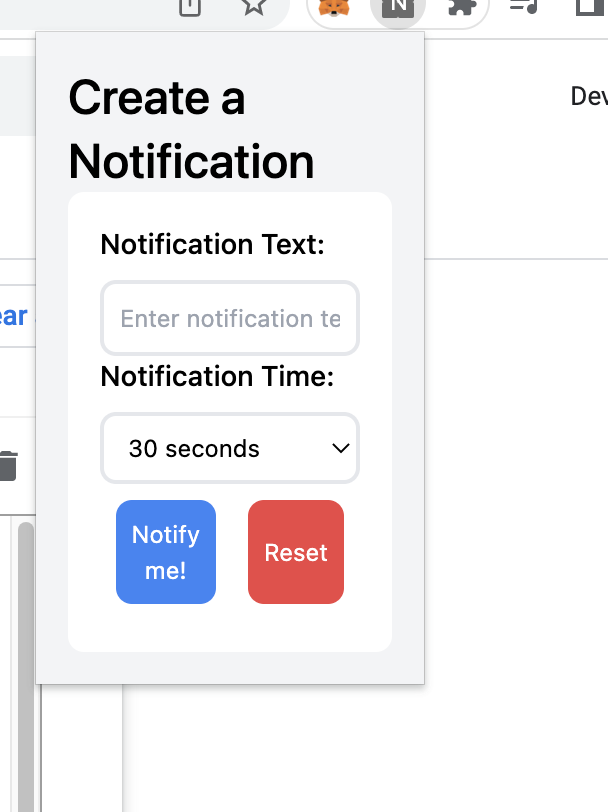 N
Dev
Create a
Notification
Notification Text:
ear
Enter notification te
Notification Time:
30 seconds
Notify
me!
Reset